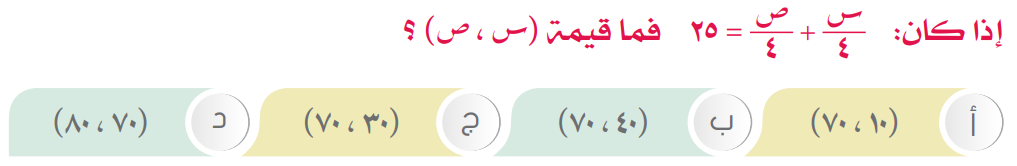 إذا كان: س/٤ + ص/٤ = ٢٥ فما قيمة (س ، ص) ؟
أ (١٠ ، ٧٠) ب (٤٠ ، ٧٠) ج (٣٠ ، ٧٠) د (٧٠ ، ٨٠)